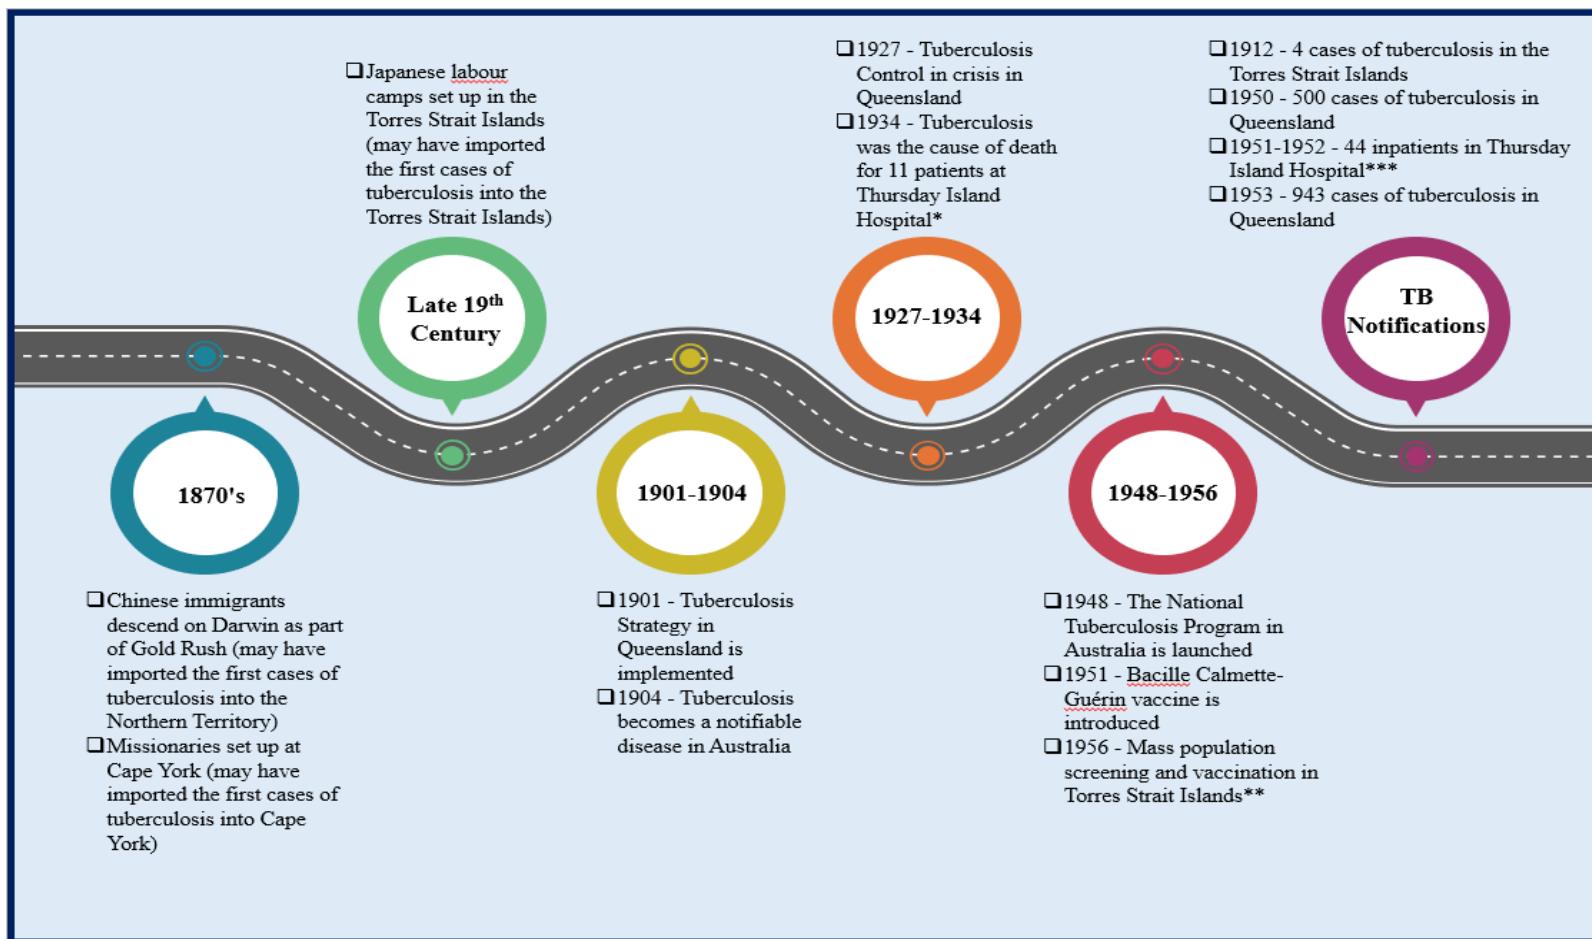 ❑Japanese labour
camps set up in the
Torres Strait Islands
(may have imported
the first cases of
tuberculosis into the
Torres Strait Islands)
❑1927 - Tuberculosis
Control in crisis in
Queensland
❑1934 - Tuberculosis
was the cause of death
for 11 patients at
Thursday Island
Hospital*
❑1912 - 4 cases of tuberculosis in the
Torres Strait Islands
❑1950 - 500 cases of tuberculosis in
Queensland
❑1951-1952 - 44 inpatients in Thursday
Island Hospital***
❑1953 - 943 cases of tuberculosis in
Queensland
Late 19th
Century
1927-1934
TB
Notifications
1870's
1901-1904
1948-1956
❑Chinese immigrants
descend on Darwin as part
of Gold Rush (may have
imported the first cases of
tuberculosis into the
Northern Territory)
❑Missionaries set up at
Cape York (may have
imported the first cases of
tuberculosis into Cape
York)
❑1901 - Tuberculosis
Strategy in
Queensland is
implemented
❑1904 - Tuberculosis
becomes a notifiable
disease in Australia
❑1948 - The National
Tuberculosis Program in
Australia is launched
❑1951 - Bacille Calmette-
Guérin vaccine is
introduced
❑1956 - Mass population
screening and vaccination in
Torres Strait Islands**